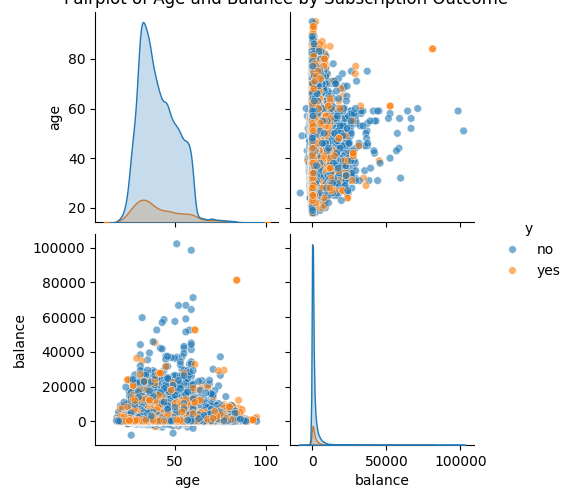 Pairplot of Age and Balance by Subscription Outcome
80
60
40
20
age
y
no
yes
100000
80000
60000
40000
20000
0
balance
50
100
age
0
50000
100000
balance